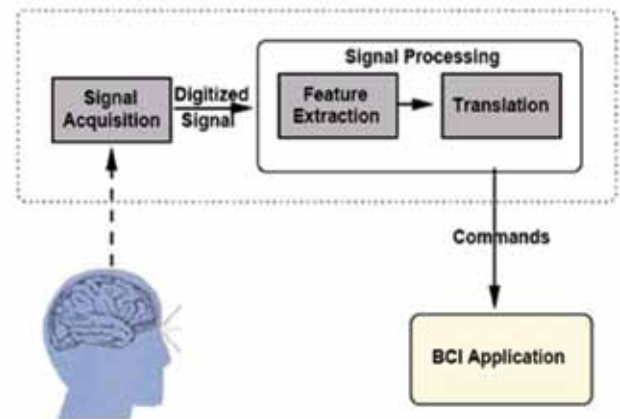 Signal Processing
Signal
Acquisition
Digitized
Signal
Feature
Extraction
Translation
Commands
BCI Application